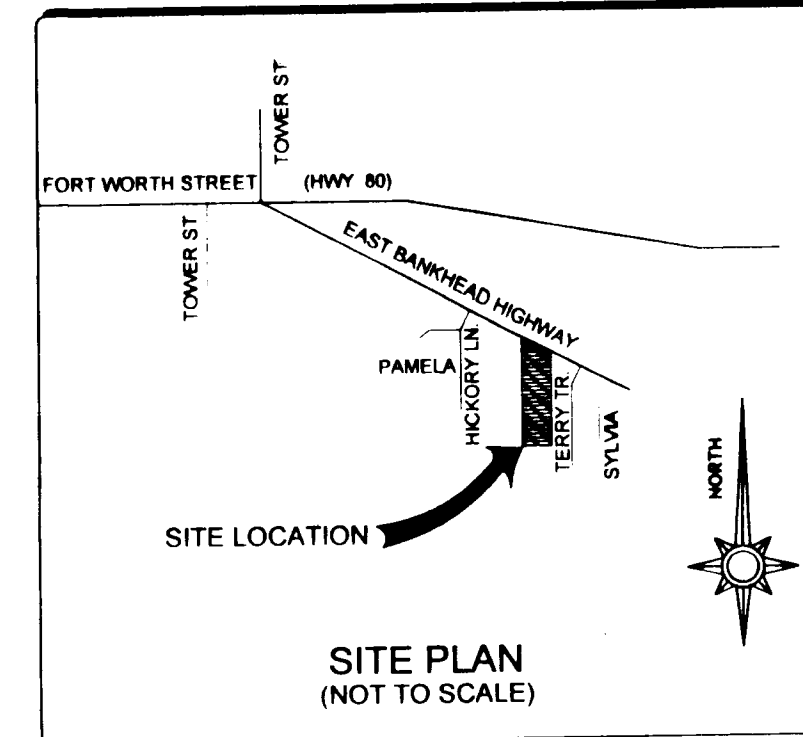 TOWER ST
FORT WORTH STREET (HWY 80)
TOWER ST
EAST BANKHEAD HIGHWAY
PAMELA
HICKORY LN.
TERRY TR.
SYLVIA
NORTH
SITE LOCATION
SITE PLAN
(NOT TO SCALE)